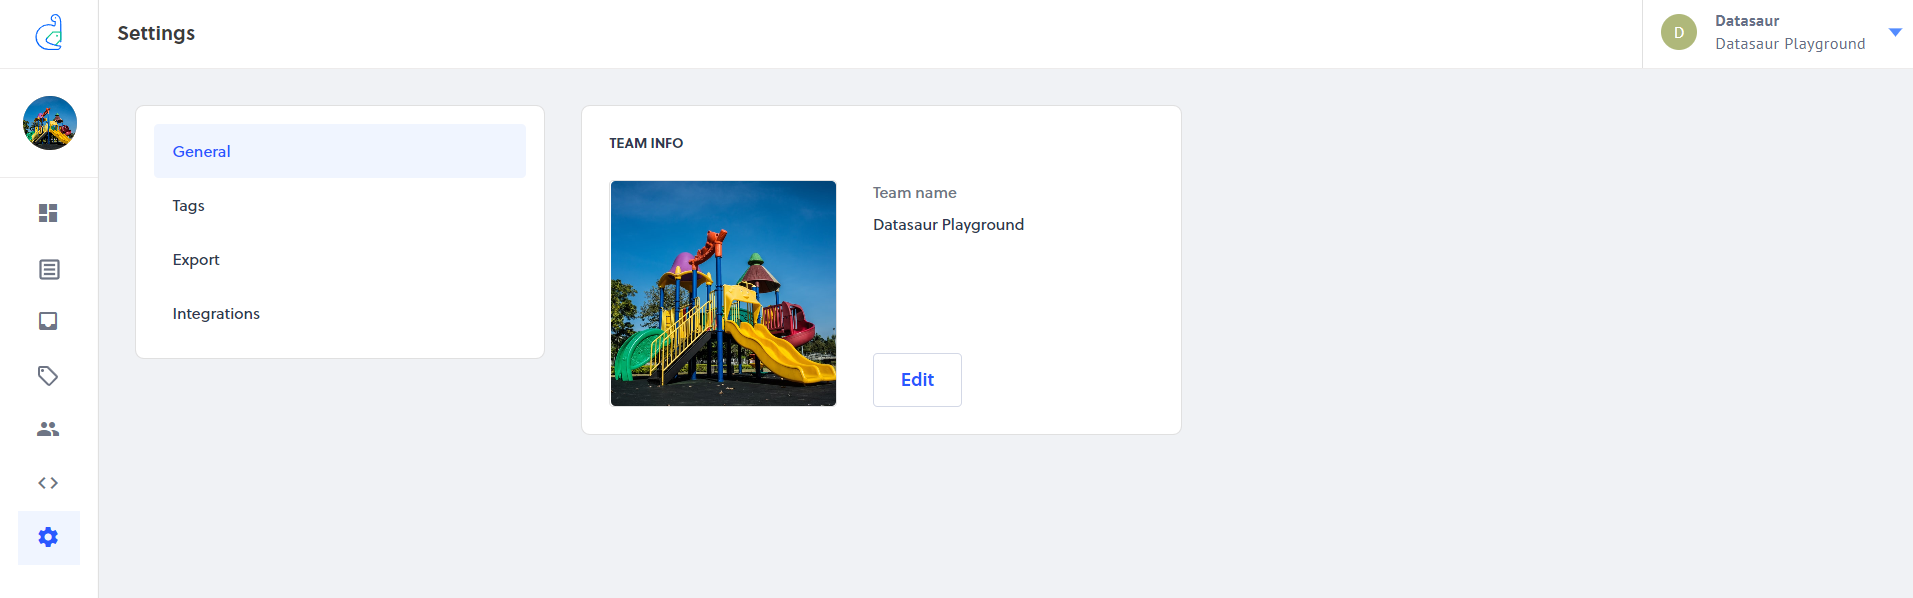 Settings
D
Datasaur
Datasaur Playground
General
Tags
Export
Integrations
TEAM INFO
Team name
Datasaur Playground
Edit